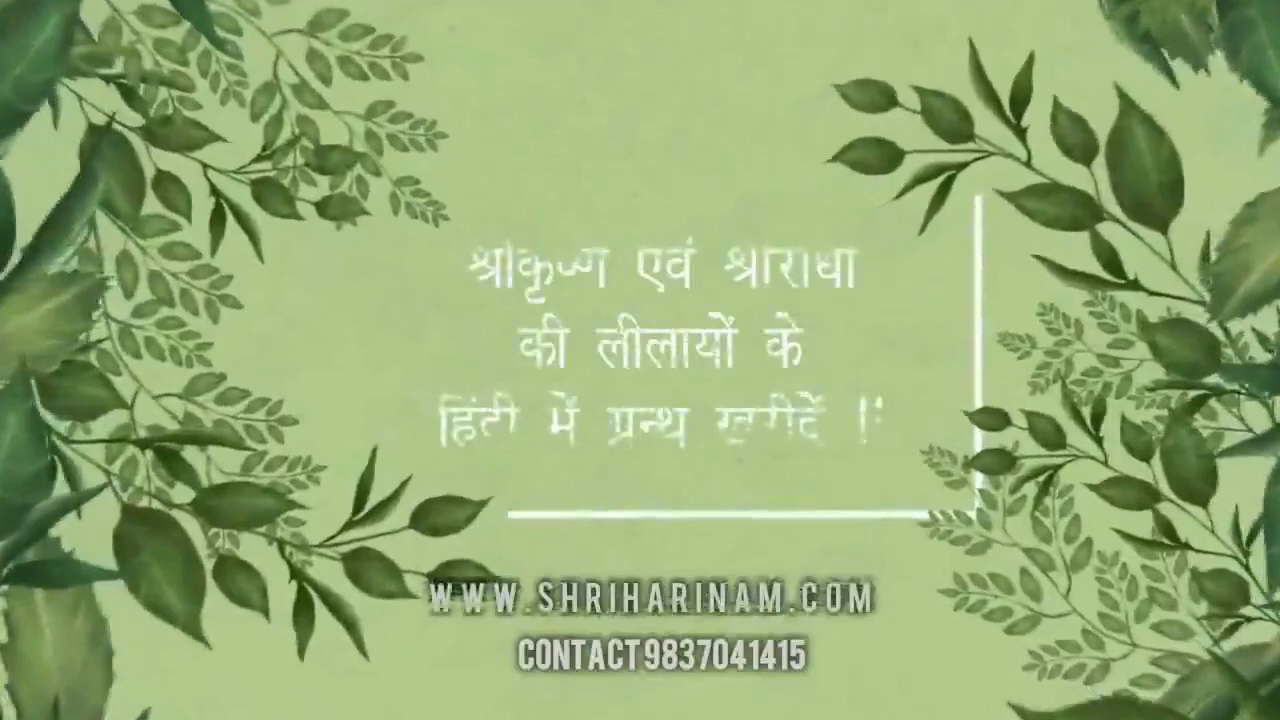 श्रीकृष्ण एवं श्रीराधा
की लीलायों के
हिंदी में ग्रन्थ खरीदें !!
WWW.SHRIHARINAM.COM
CONTACT 9837041415